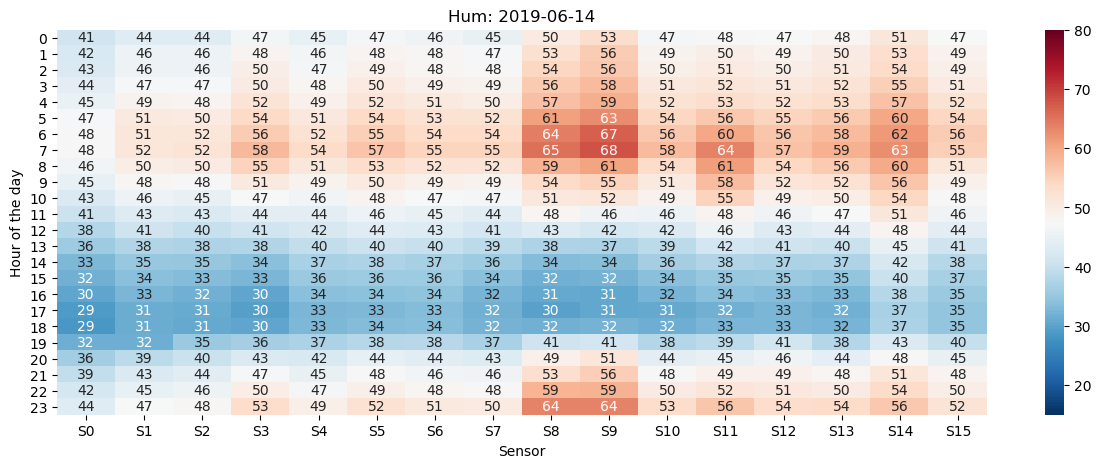 Hum: 2019-06-14
Hour of the day
0 41 44 44 47 45 47 46 45 50 53 47 48 47 48 51 47
1 42 46 46 48 46 48 48 47 53 56 49 50 49 50 53 49
2 43 46 46 50 47 49 48 48 54 56 50 51 50 51 54 49
3 44 47 47 50 48 50 49 49 56 58 51 52 51 52 55 51
4 45 49 48 52 49 52 51 50 57 59 52 53 52 53 57 52
5 47 51 50 54 51 54 53 52 61 63 54 56 55 56 60 54
6 48 51 52 56 52 55 54 54 64 67 56 60 56 58 62 56
7 48 52 52 58 54 57 55 55 65 68 58 64 57 59 63 55
8 46 50 50 55 51 53 52 52 59 61 54 61 54 56 60 51
9 45 48 48 51 49 50 49 49 54 55 51 58 52 52 56 49
10 43 46 45 47 46 48 47 47 51 52 49 55 49 50 54 48
11 41 43 43 44 44 46 45 44 48 46 46 48 46 47 51 46
12 38 41 40 41 42 44 43 41 43 42 42 46 43 44 48 44
13 36 38 38 38 40 40 40 39 38 37 39 42 41 40 45 41
14 33 35 35 34 37 38 37 36 34 34 36 38 37 37 42 38
15 32 34 33 33 36 36 36 34 32 32 34 35 35 35 40 37
16 30 33 32 30 34 34 34 32 31 31 32 34 33 33 38 35
17 29 31 31 30 33 33 33 32 30 31 31 32 33 32 37 35
18 29 31 31 30 33 34 34 32 32 32 32 33 33 32 37 35
19 32 32 35 36 37 38 38 37 41 41 38 39 41 38 43 40
20 36 39 40 43 42 44 44 43 49 51 44 45 46 44 48 45
21 39 43 44 47 45 48 46 46 53 56 48 49 49 48 51 48
22 42 45 46 50 47 49 48 48 59 59 50 52 51 50 54 50
23 44 47 48 53 49 52 51 50 64 64 53 56 54 54 56 52
S0 S1 S2 S3 S4 S5 S6 S7 S8 S9 S10 S11 S12 S13 S14 S15
Sensor
80
70
60
50
40
30
20